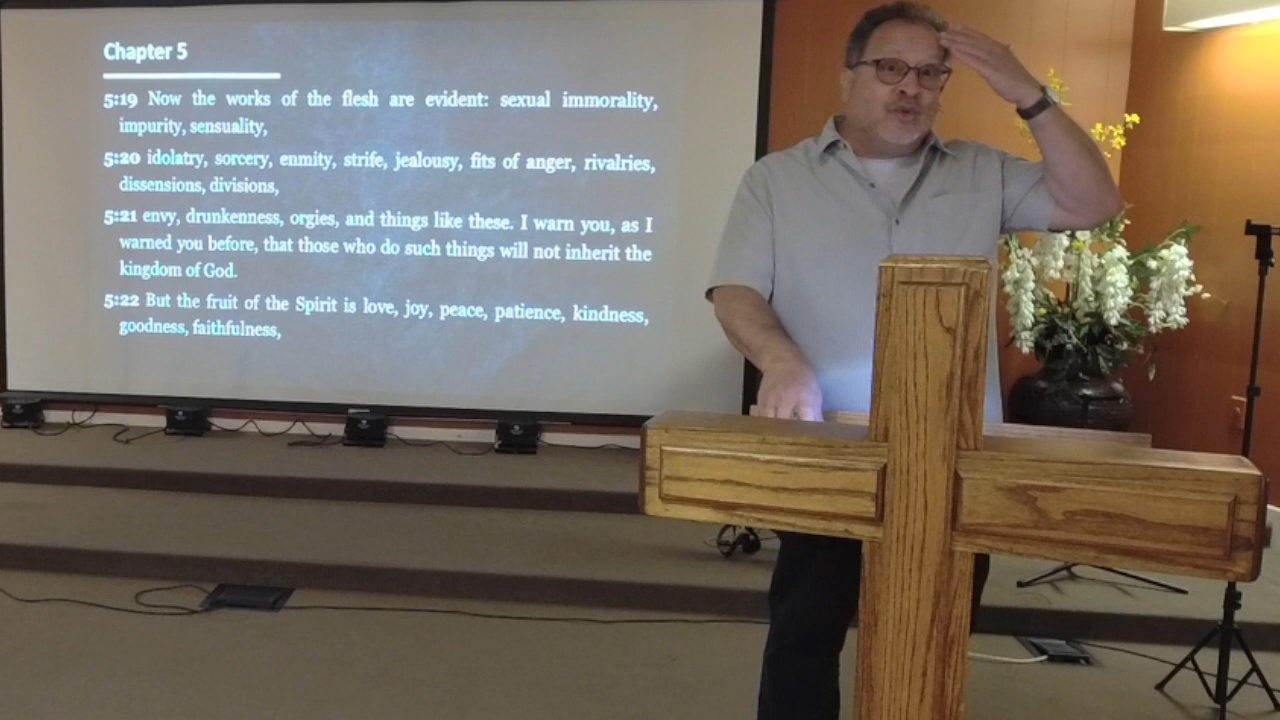 Chapter 5
5:19 Now the works of the flesh are evident: sexual immorality,
impurity, sensuality,
5:20 idolatry, sorcery, enmity, strife, jealousy, fits of anger, rivalries,
dissensions, divisions,
5:21 envy, drunkenness, orgies, and things like these. I warn you, as I
warned you before, that those who do such things will not inherit the
kingdom of God.
5:22 But the fruit of the Spirit is love, joy, peace, patience, kindness,
goodness, faithfulness,